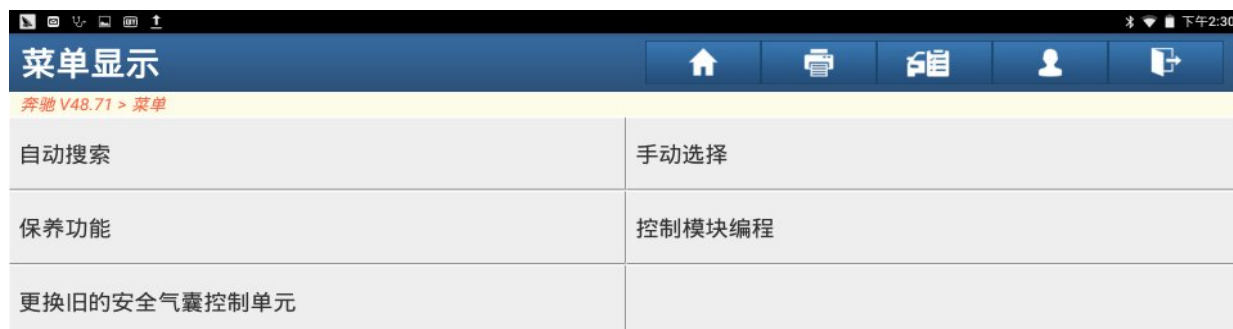 下午2:30
菜单显示
奔驰 V48.71 > 菜单
自动搜索
手动选择
保养功能
控制模块编程
更换旧的安全气囊控制单元